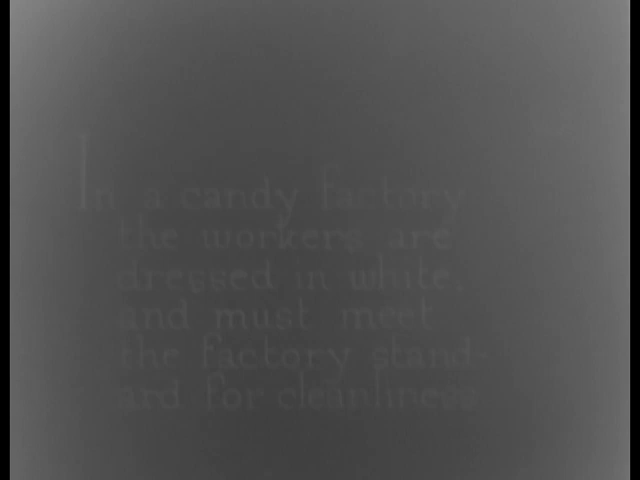 In a candy factory
the workers are
dressed in white,
and must meet
the factory stand-
ard for cleanliness